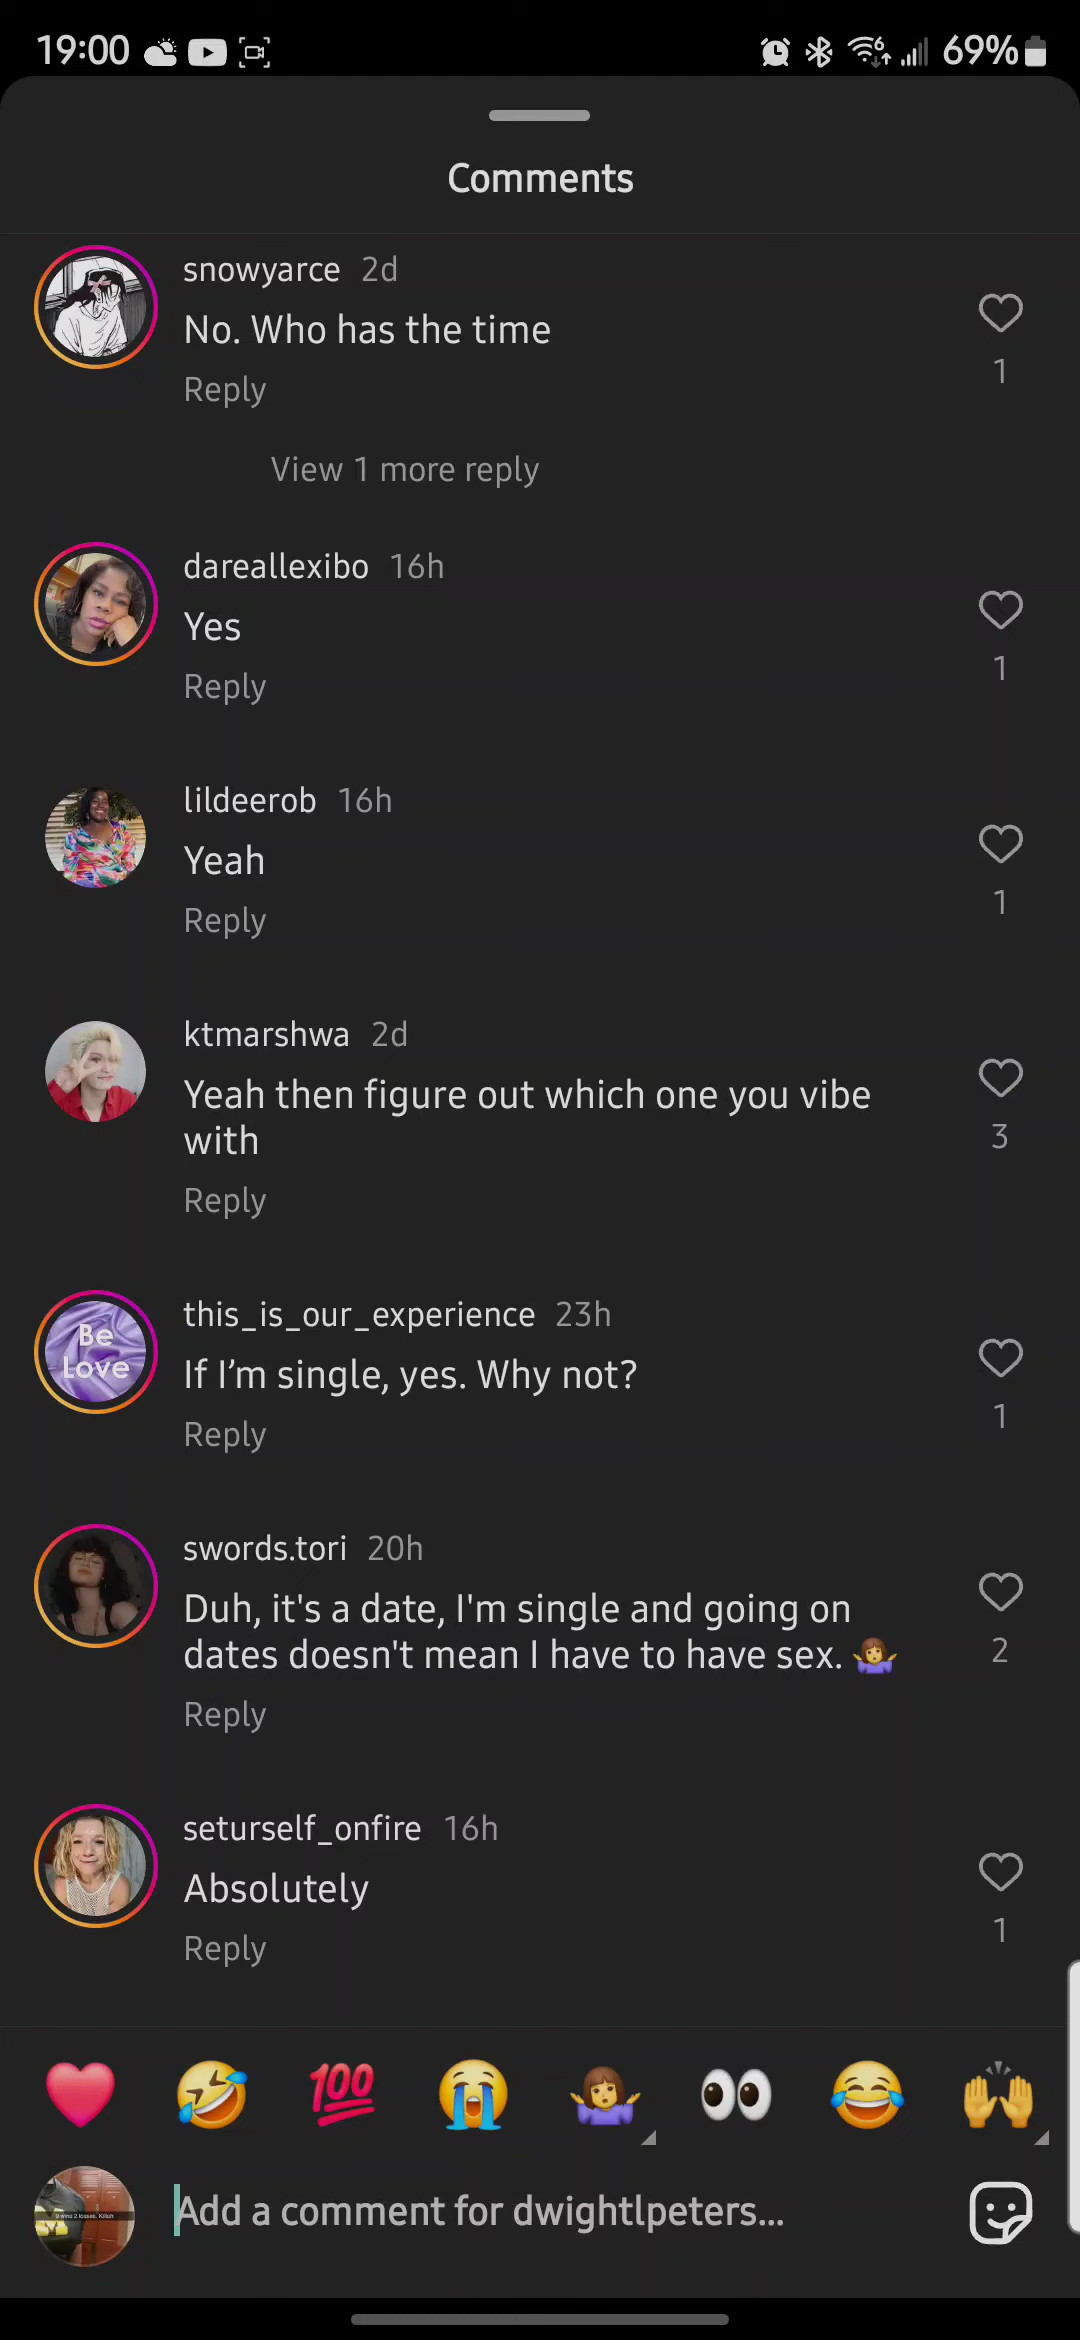 19:00
69%
Comments
snowyarce 2d
No. Who has the time
1
Reply
View 1 more reply
dareallexibo 16h
Yes
1
Reply
lildeerob 16h
Yeah
1
Reply
ktmarshwa 2d
Yeah then figure out which one you vibe
with
3
Reply
Be
Love
this_is_our_experience 23h
If I’m single, yes. Why not?
1
Reply
swords.tori 20h
Duh, it's a date, I'm single and going on
dates doesn't mean I have to have sex. 🤷‍♀️
2
Reply
seturself_onfire 16h
Absolutely
1
Reply
❤️ 🤣 💯 😭 🤷‍♀️ 👀 😂 🙌
Add a comment for dwightlpeters...